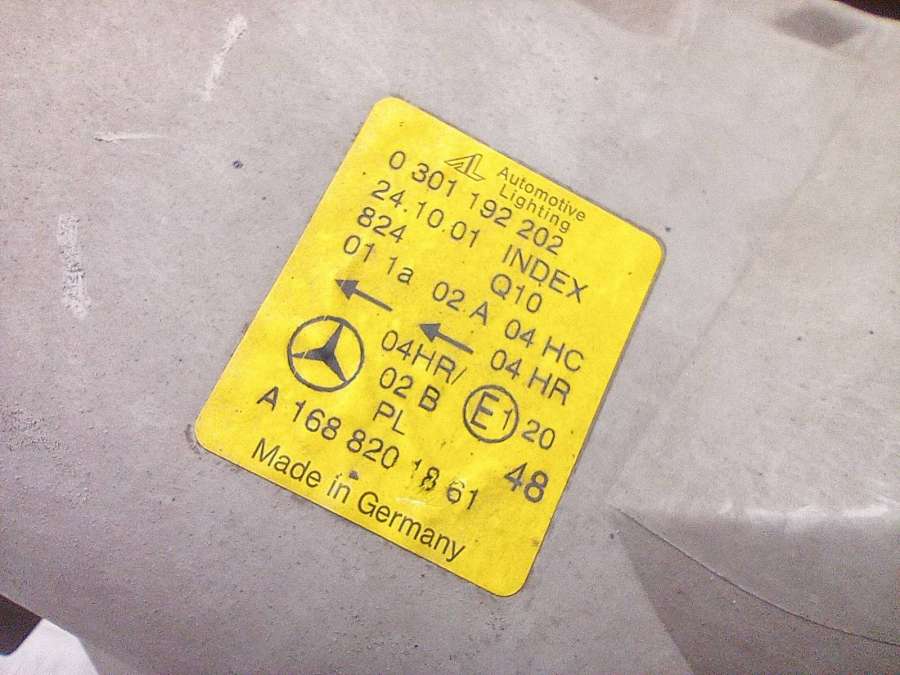 Automotive
Lighting
0 301 192 202
24.10.01 INDEX
824 Q10
01 1a 02 A 04 HC
04HR/ 04 HR
02 B E1 20
PL 48
A 168 820 18 61
Made in Germany